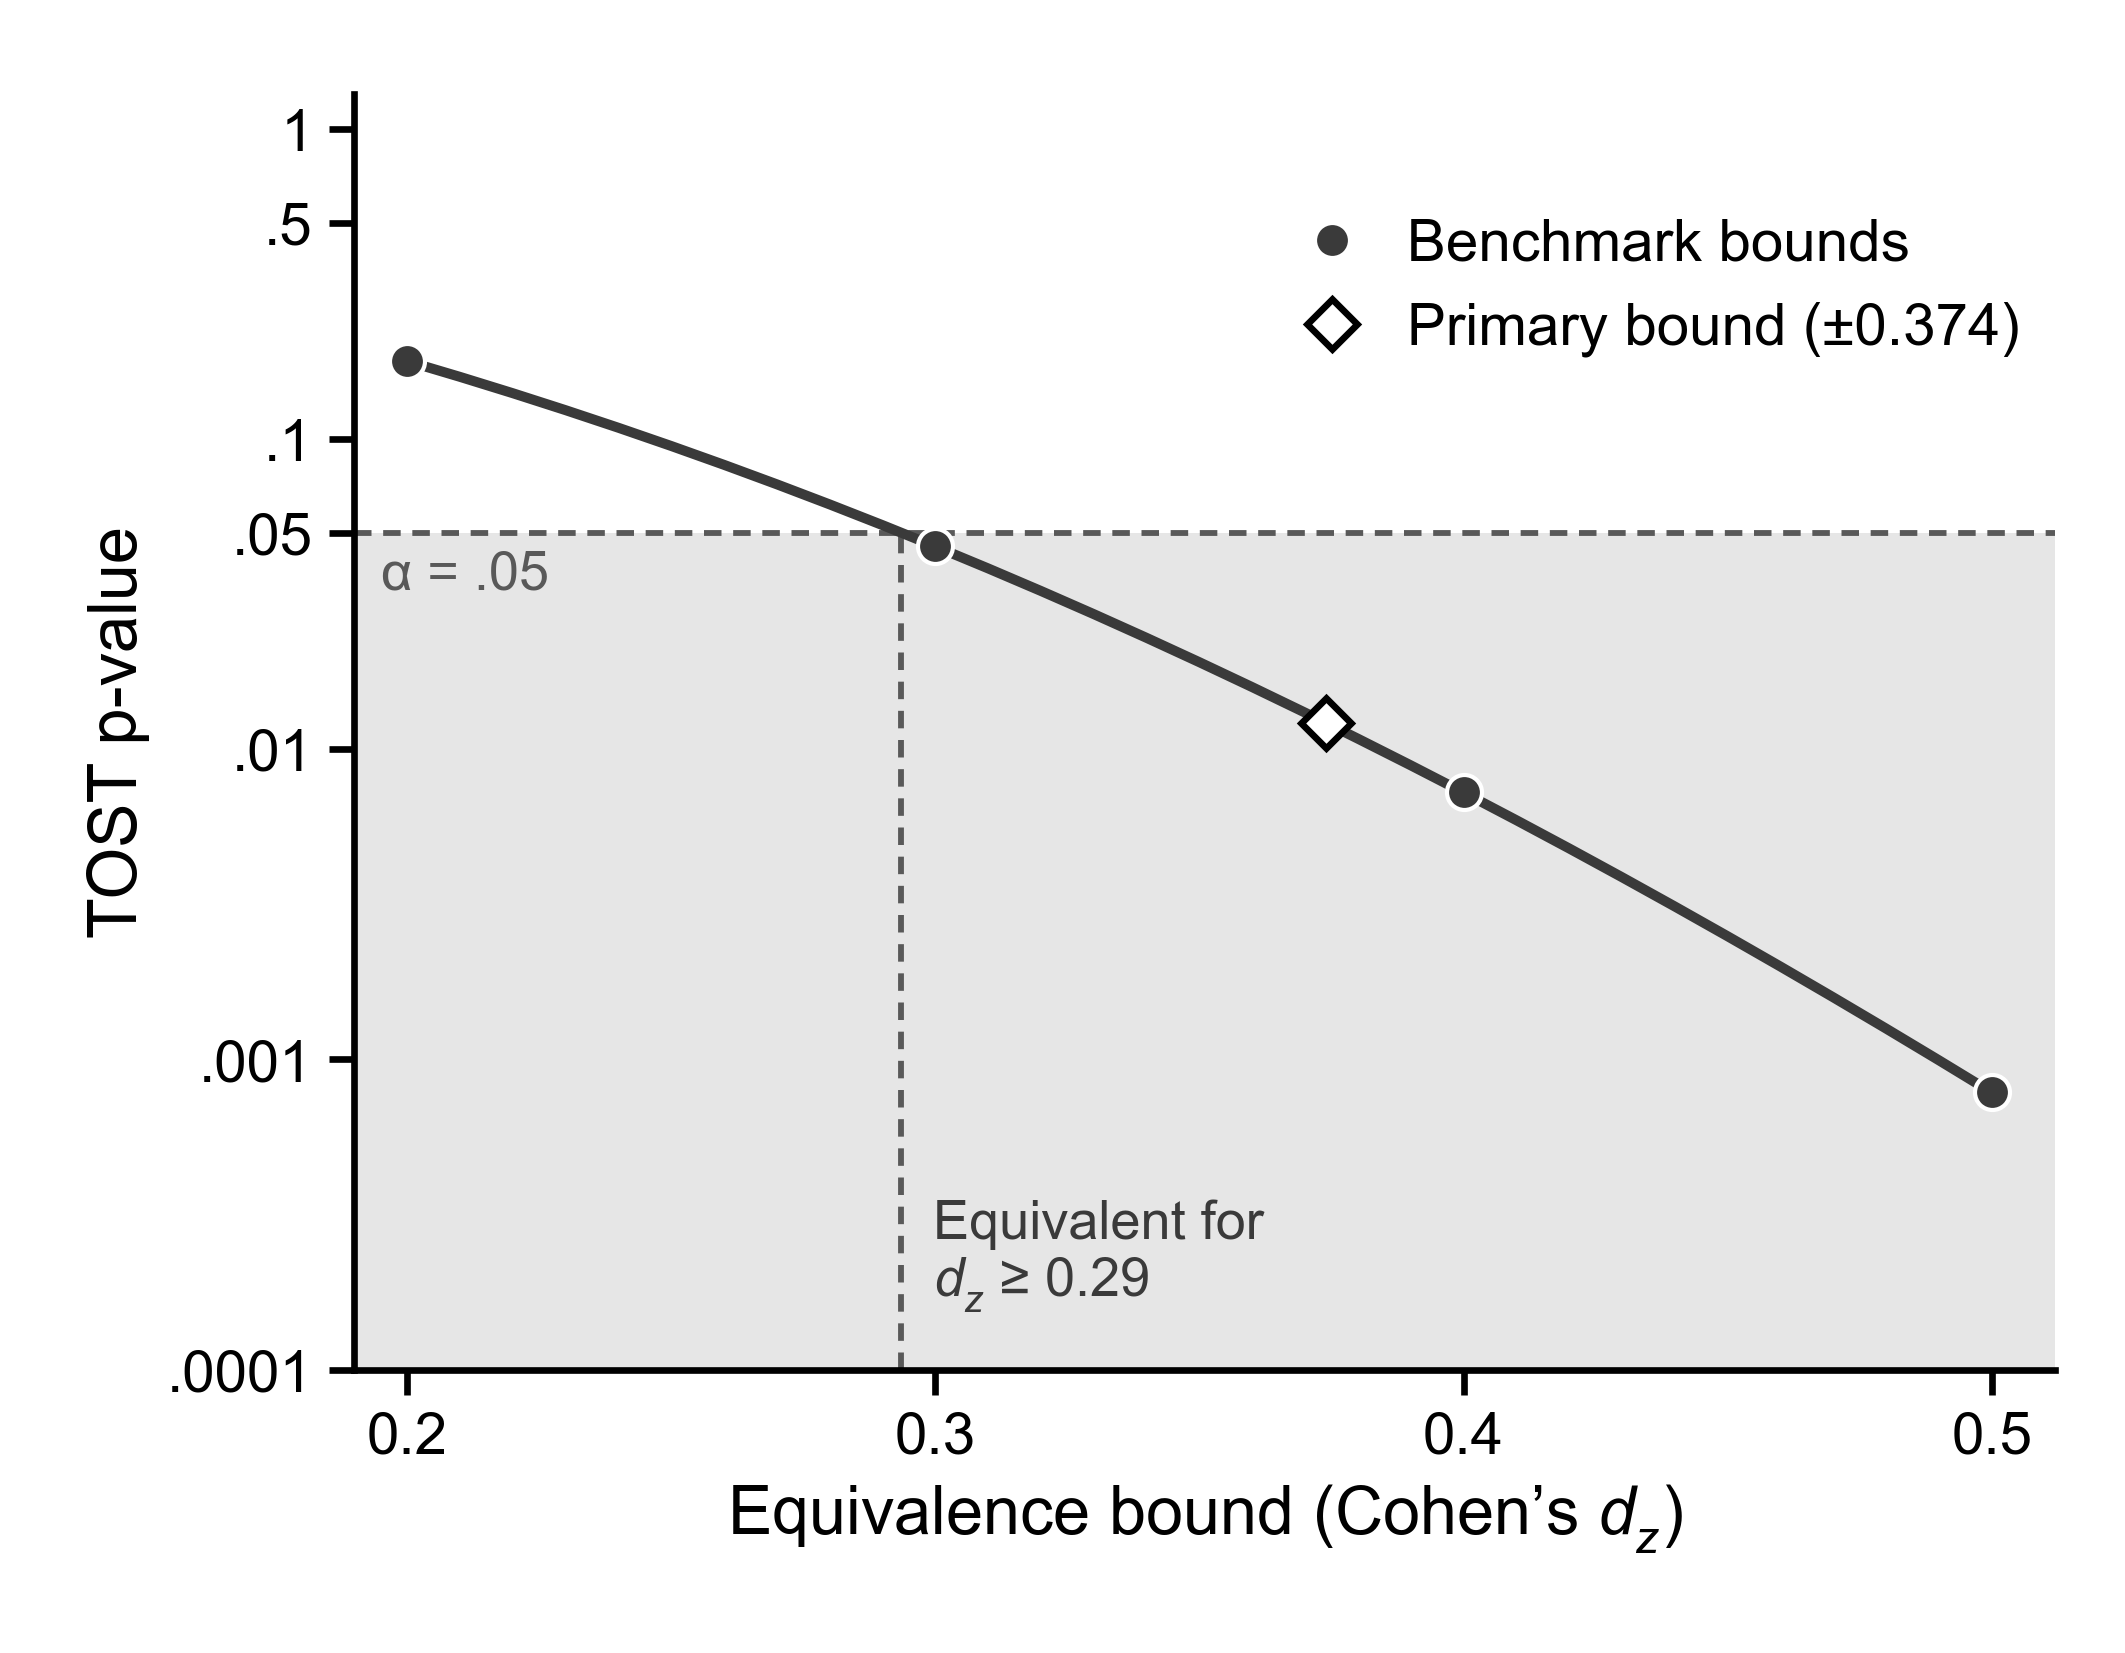 1
.5
.1
.05
.01
.001
.0001
TOST p-value
Benchmark bounds
Primary bound (±0.374)
α = .05
Equivalent for
dz ≥ 0.29
0.2 0.3 0.4 0.5
Equivalence bound (Cohen’s dz)